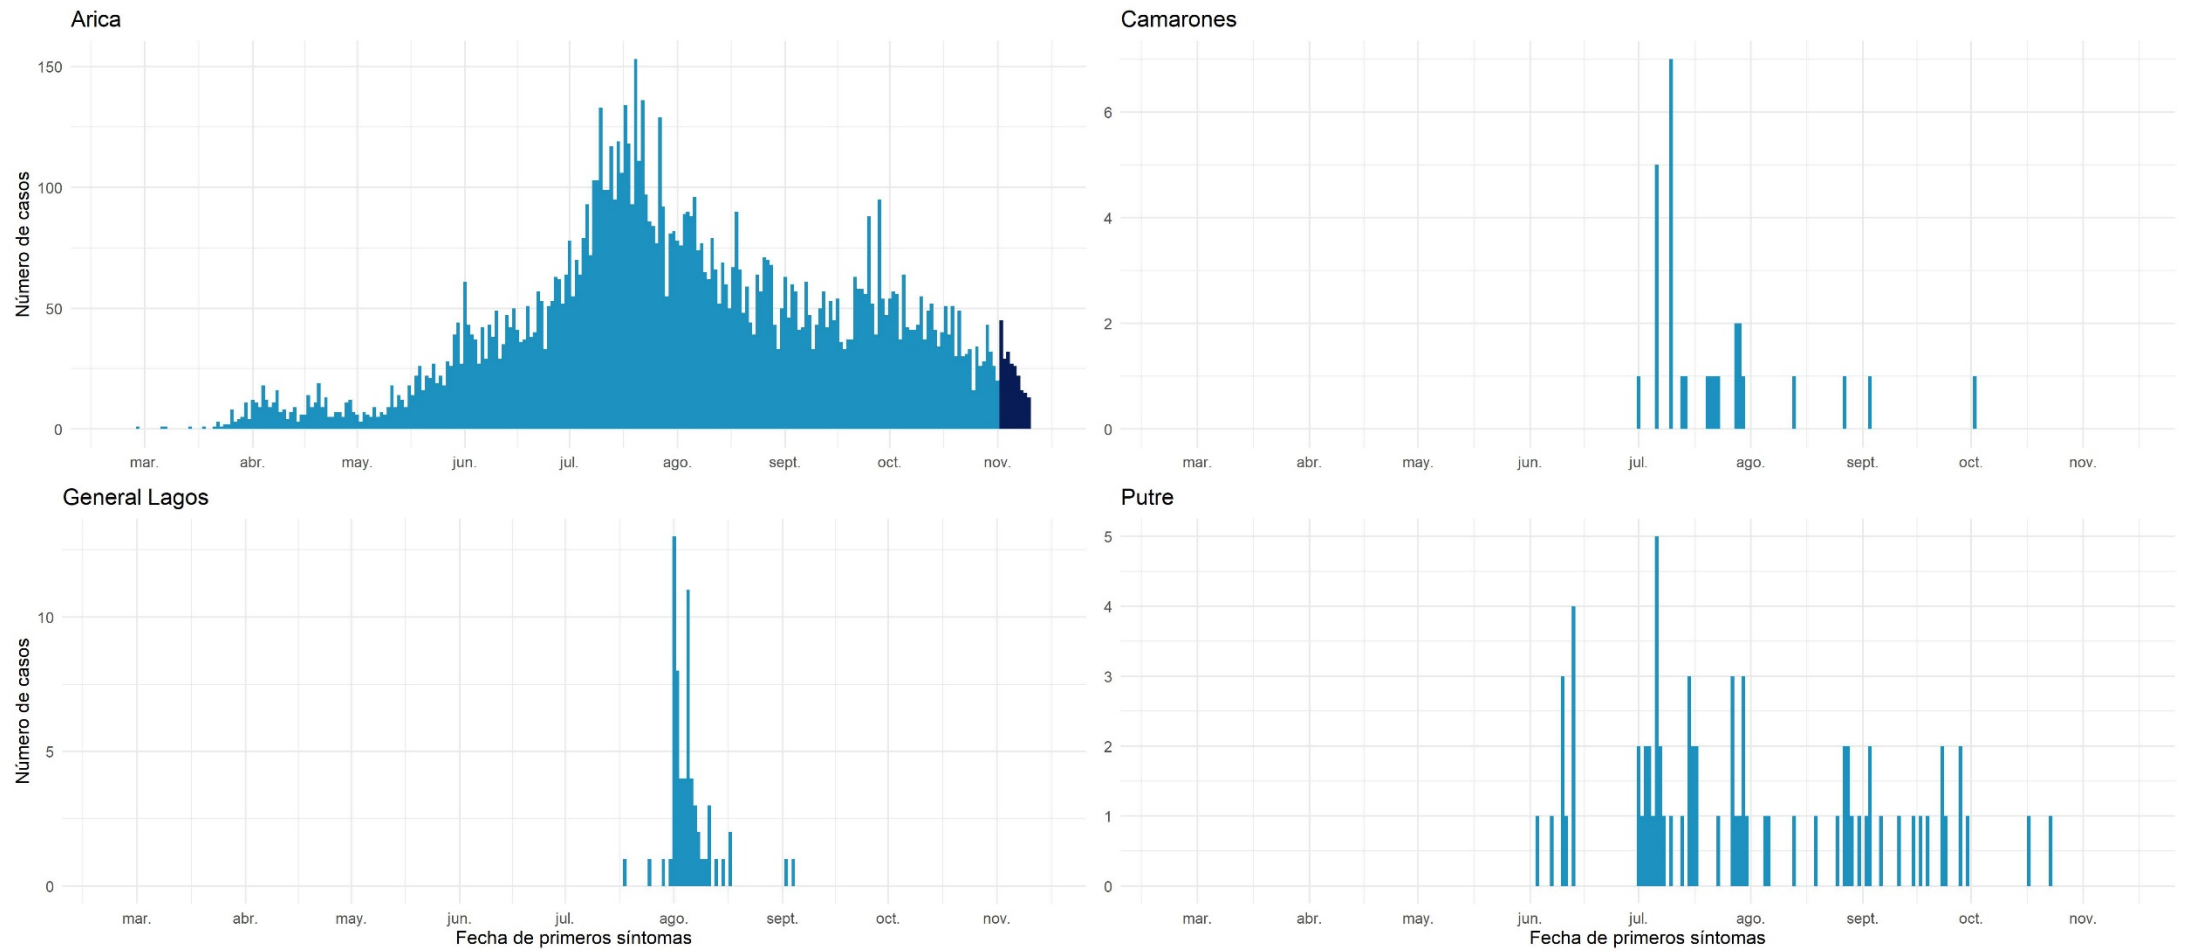 Arica
Número de casos
150
100
50
0
mar. abr. may. jun. jul. ago. sept. oct. nov.
Camarones
6
4
2
0
mar. abr. may. jun. jul. ago. sept. oct. nov.
General Lagos
Número de casos
10
5
0
mar. abr. may. jun. jul. ago. sept. oct. nov.
Fecha de primeros síntomas
Putre
5
4
3
2
1
0
mar. abr. may. jun. jul. ago. sept. oct. nov.
Fecha de primeros síntomas